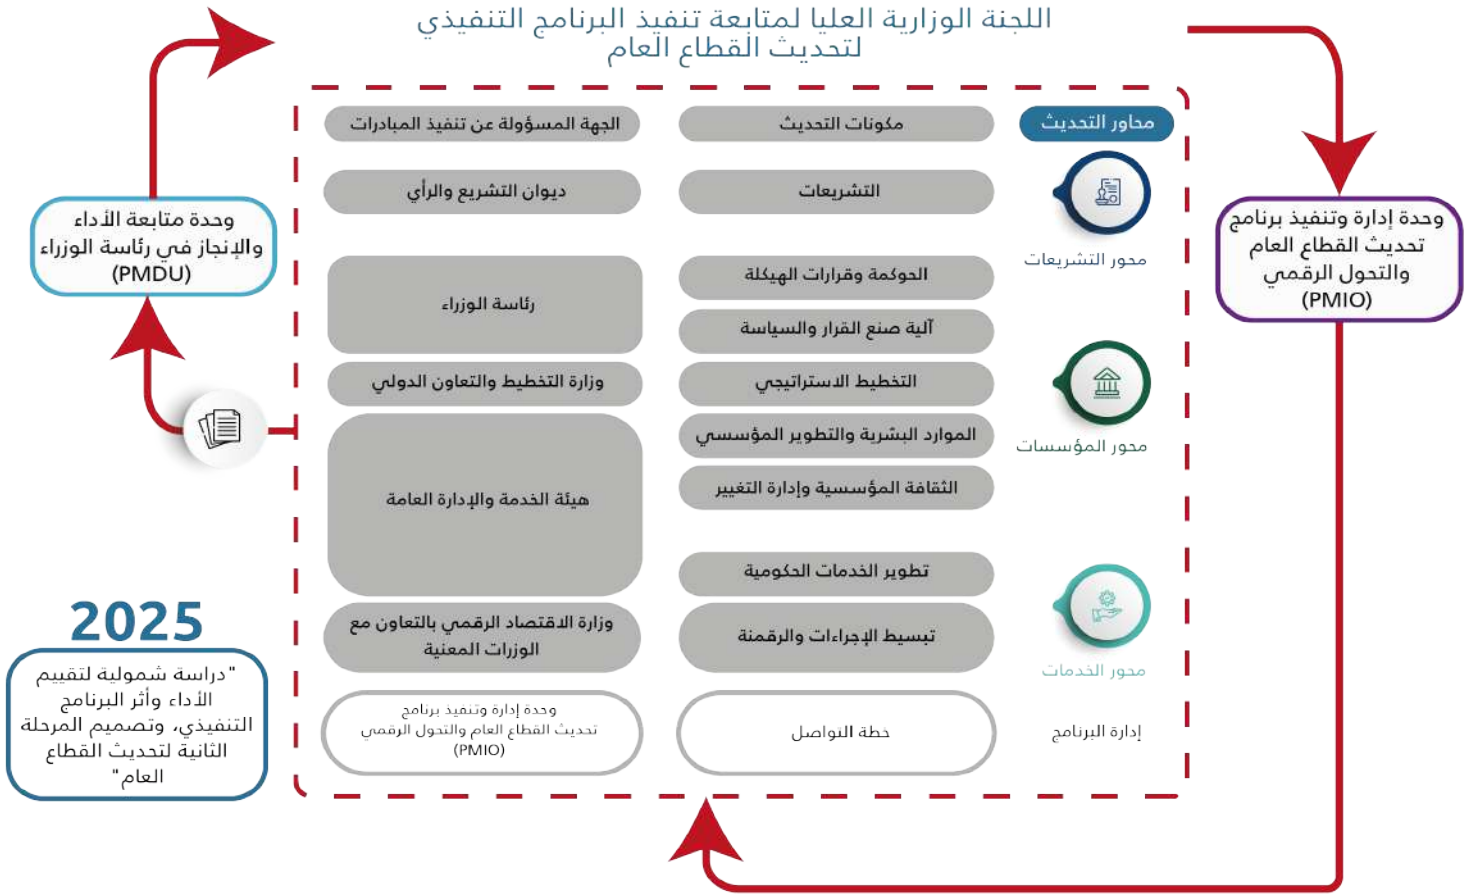 اللجنة الوزارية العليا لمتابعة تنفيذ البرنامج التنفيذي
لتحديث القطاع العام
محاور التحديث
مكونات التحديث
الجهة المسؤولة عن تنفيذ المبادرات
محور التشريعات
التشريعات
ديوان التشريع والرأي
محور المؤسسات
الحوكمة وقرارات الهيكلة
آلية صنع القرار والسياسة
رئاسة الوزراء
التخطيط الاستراتيجي
وزارة التخطيط والتعاون الدولي
الموارد البشرية والتطوير المؤسسي
الثقافة المؤسسية وإدارة التغيير
هيئة الخدمة والإدارة العامة
محور الخدمات
تطوير الخدمات الحكومية
تبسيط الإجراءات والرقمنة
وزارة الاقتصاد الرقمي بالتعاون مع
الوزرات المعنية
إدارة البرنامج
خطة التواصل
وحدة إدارة وتنفيذ برنامج
تحديث القطاع العام والتحول الرقمي
(PMIO)
وحدة إدارة وتنفيذ برنامج
تحديث القطاع العام
والتحول الرقمي
(PMIO)
وحدة متابعة الأداء
والإنجاز في رئاسة الوزراء
(PMDU)
2025
"دراسة شمولية لتقييم
الأداء وأثر البرنامج
التنفيذي، وتصميم المرحلة
الثانية لتحديث القطاع
العام"